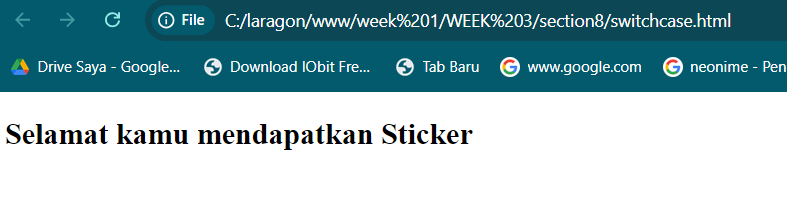 File C:/laragon/www/week%201/WEEK%203/section8/switchcase.html
Drive Saya - Google... Download IObit Fre... Tab Baru www.google.com neonime - Pen
Selamat kamu mendapatkan Sticker